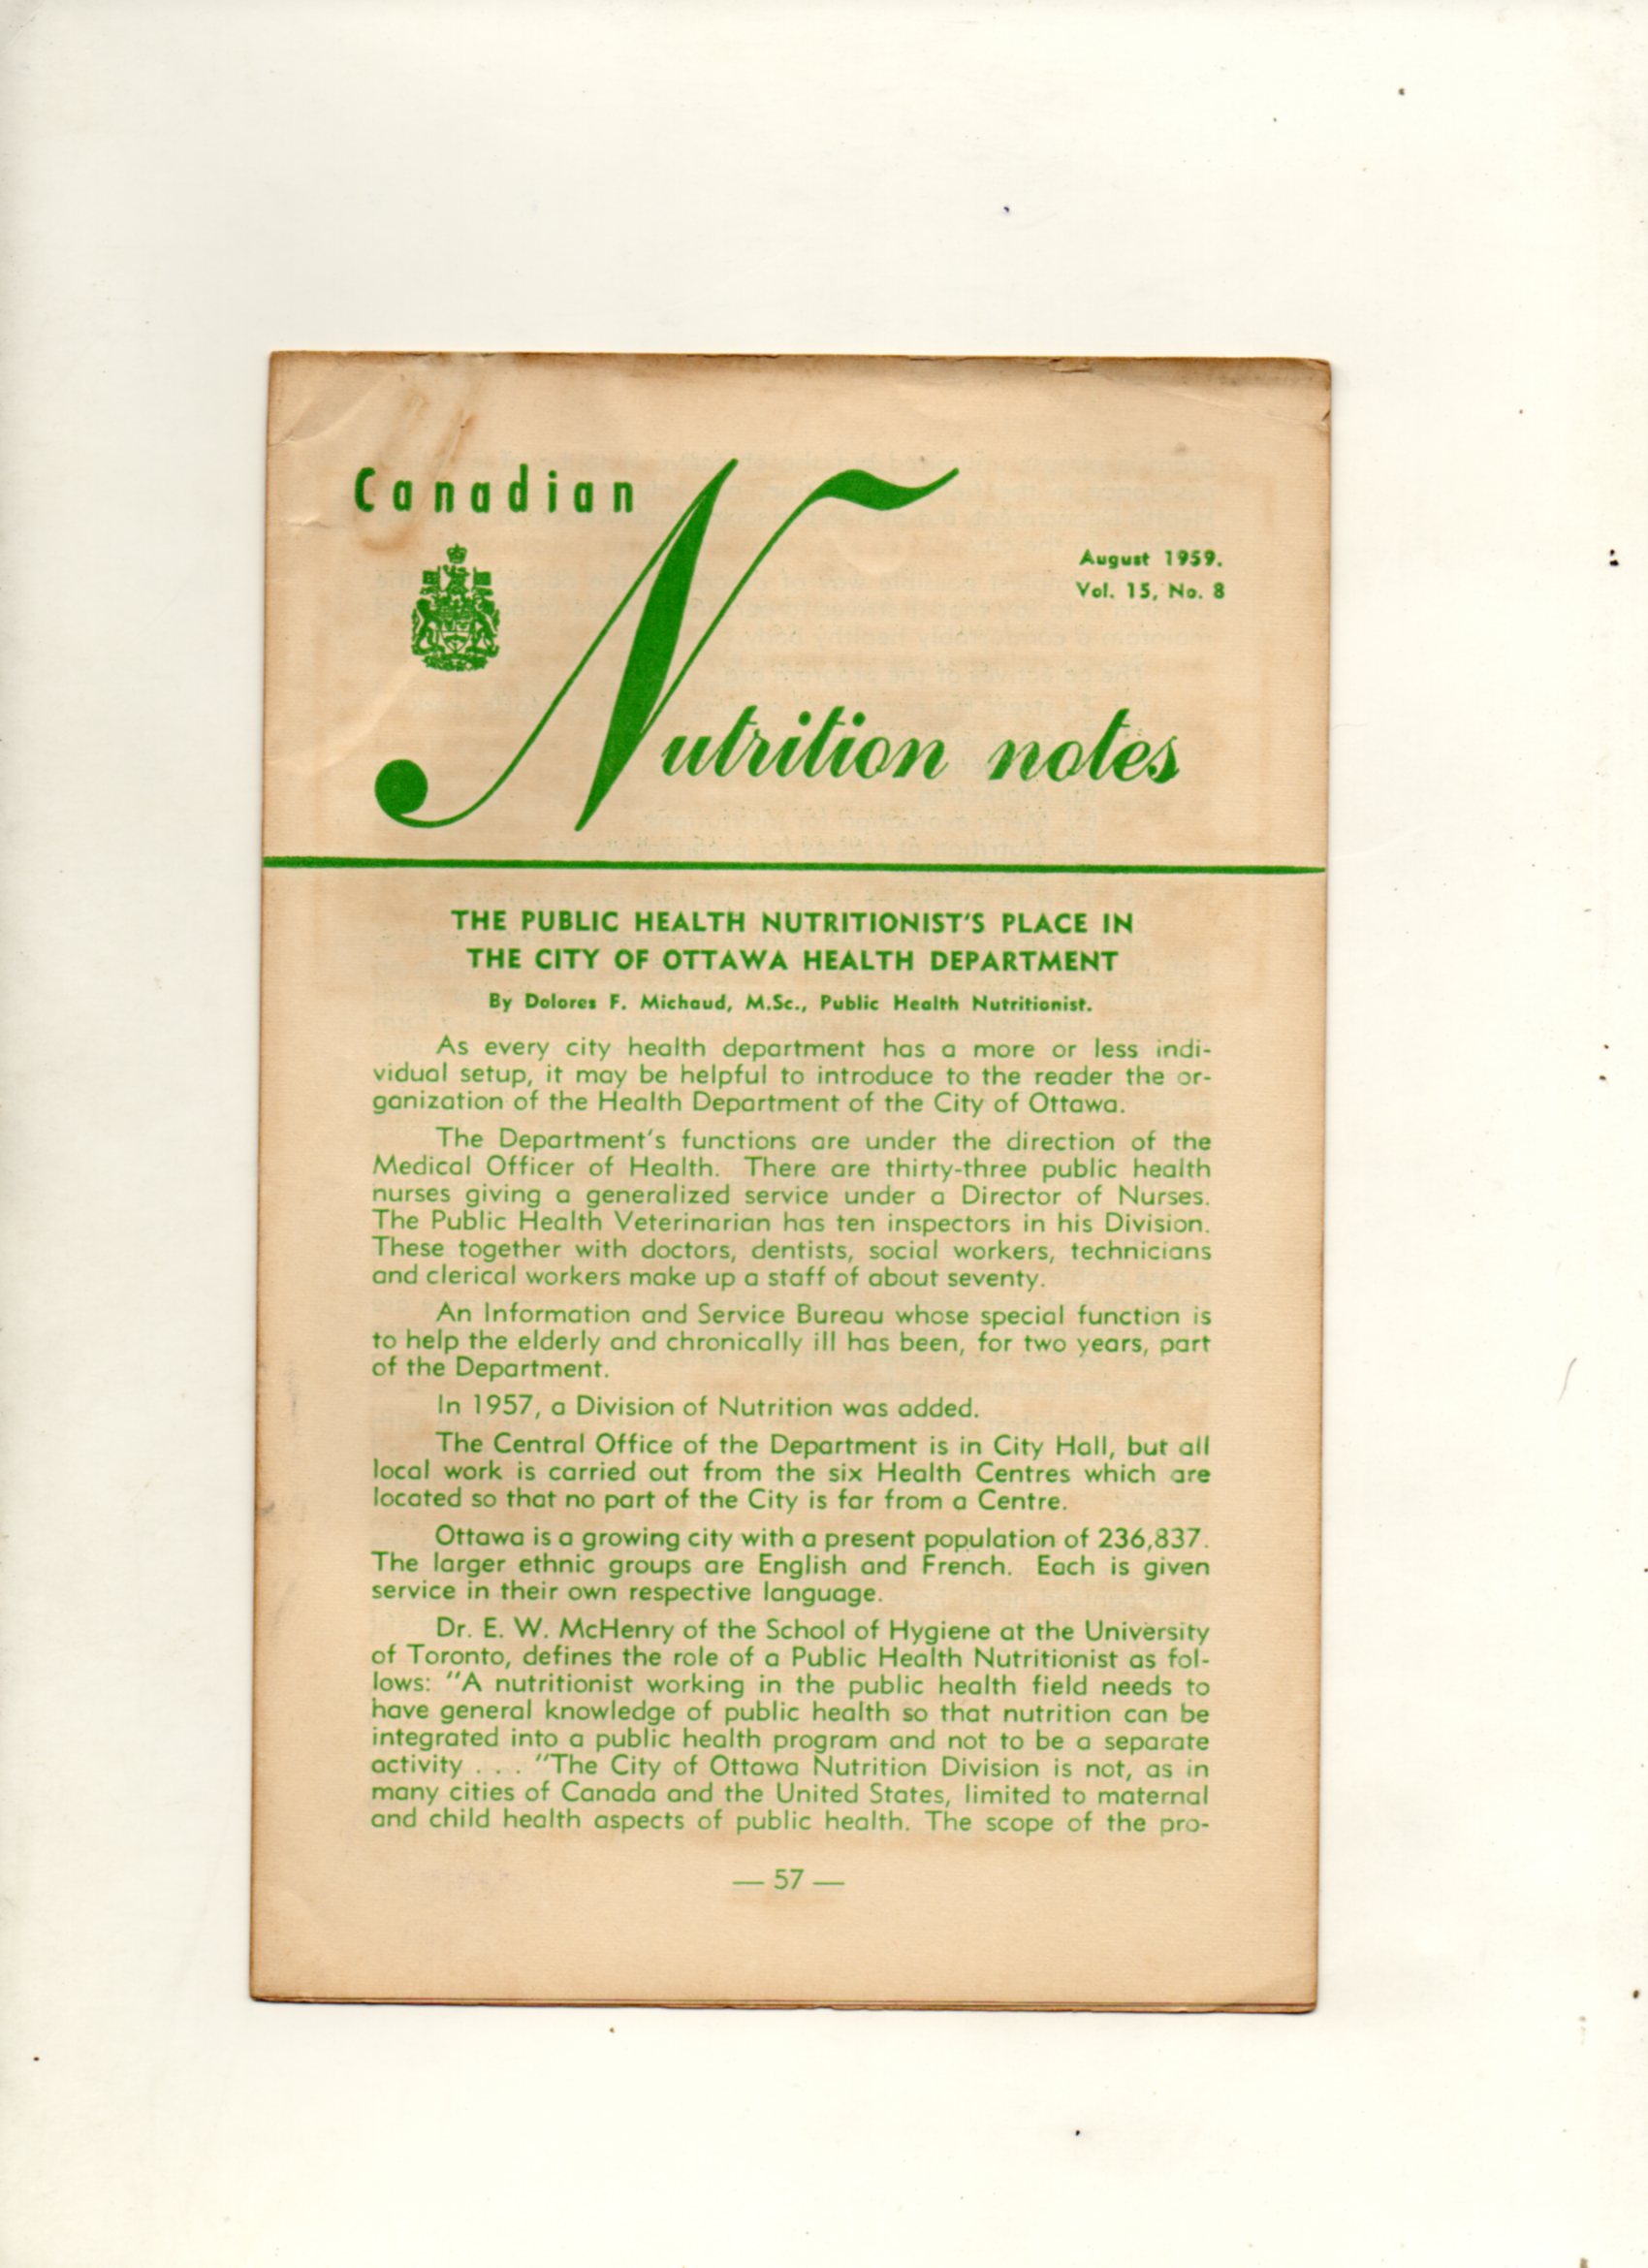 Canadian
Nutrition notes
August 1959.
Vol. 15, No. 8
THE PUBLIC HEALTH NUTRITIONIST'S PLACE IN
THE CITY OF OTTAWA HEALTH DEPARTMENT
By Dolores F. Michaud, M.Sc., Public Health Nutritionist.
As every city health department has a more or less indi-
vidual setup, it may be helpful to introduce to the reader the or-
ganization of the Health Department of the City of Ottawa.
The Department's functions are under the direction of the
Medical Officer of Health. There are thirty-three public health
nurses giving a generalized service under a Director of Nurses.
The Public Health Veterinarian has ten inspectors in his Division.
These together with doctors, dentists, social workers, technicians
and clerical workers make up a staff of about seventy.
An Information and Service Bureau whose special function is
to help the elderly and chronically ill has been, for two years, part
of the Department.
In 1957, a Division of Nutrition was added.
The Central Office of the Department is in City Hall, but all
local work is carried out from the six Health Centres which are
located so that no part of the City is far from a Centre.
Ottawa is a growing city with a present population of 236,837.
The larger ethnic groups are English and French. Each is given
service in their own respective language.
Dr. E. W. McHenry of the School of Hygiene at the University
of Toronto, defines the role of a Public Health Nutritionist as fol-
lows: "A nutritionist working in the public health field needs to
have general knowledge of public health so that nutrition can be
integrated into a public health program and not to be a separate
activity . . . "The City of Ottawa Nutrition Division is not, as in
many cities of Canada and the United States, limited to maternal
and child health aspects of public health. The scope of the pro-
— 57 —